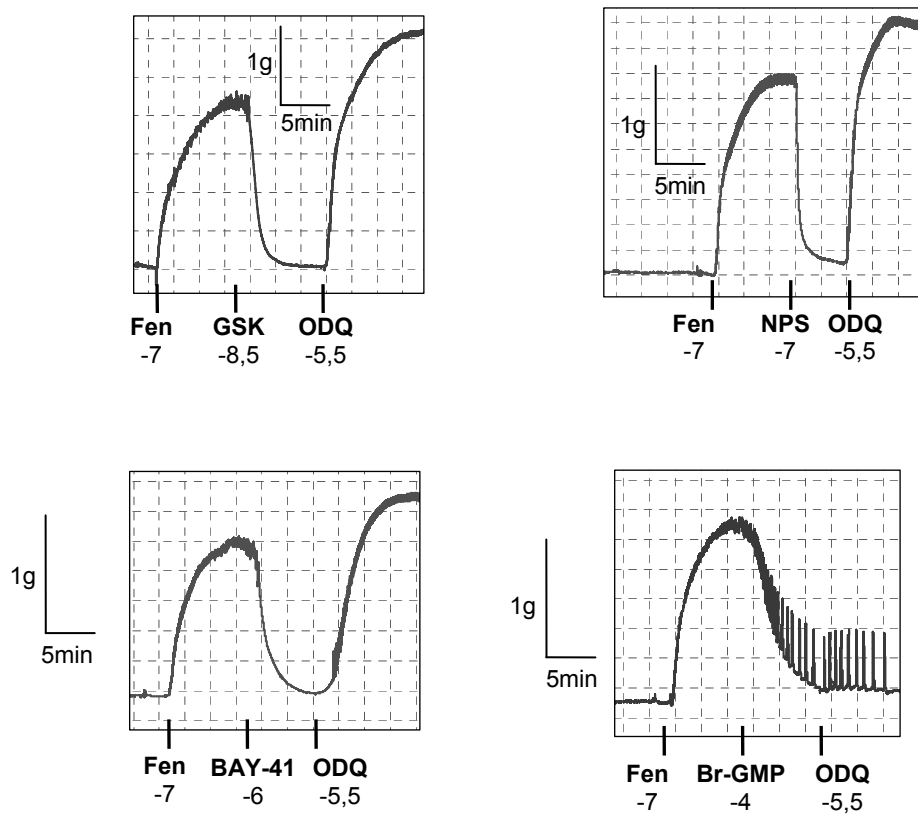 1g
5min
Fen GSK ODQ
-7 -8,5 -5,5
1g
5min
Fen NPS ODQ
-7 -7 -5,5
1g
5min
Fen BAY-41 ODQ
-7 -6 -5,5
1g
5min
Fen Br-GMP ODQ
-7 -4 -5,5